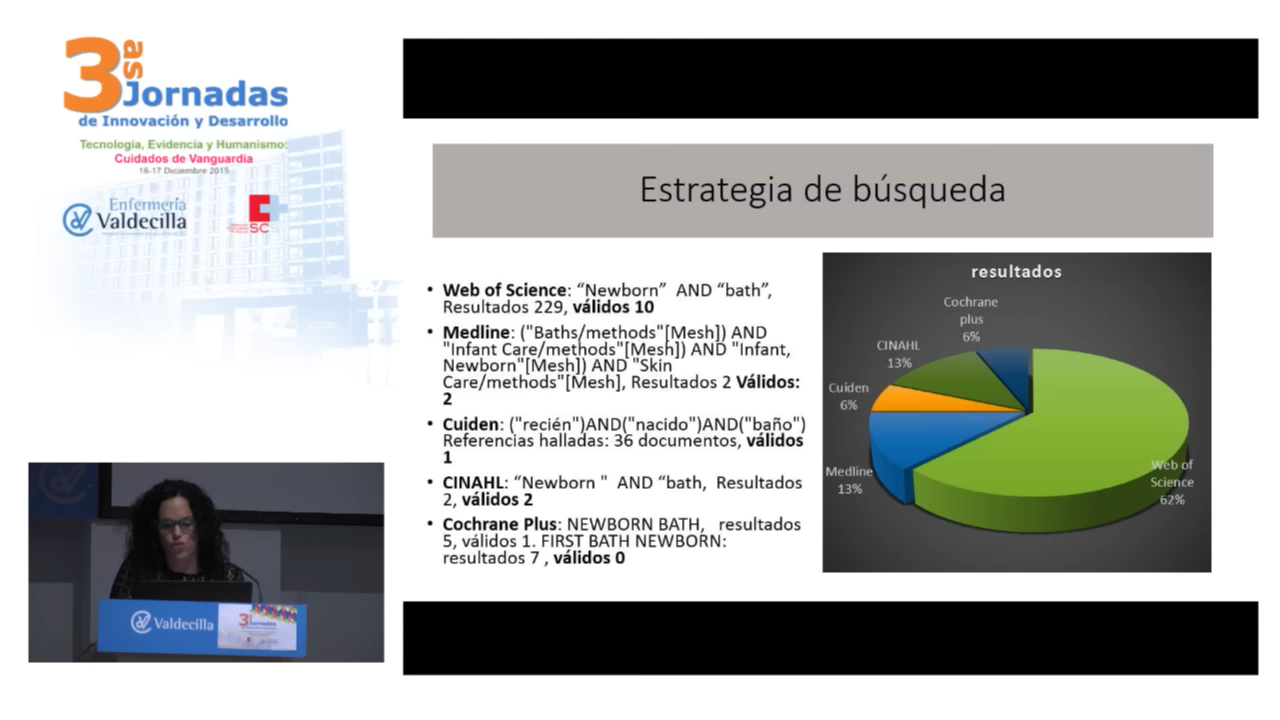 3as
Jornadas
de Innovación y Desarrollo
Tecnología, Evidencia y Humanismo:
Cuidados de Vanguardia
16-17 Diciembre 2015
Enfermería
Valdecilla
SC
Estrategia de búsqueda
• Web of Science: “Newborn” AND “bath”,
Resultados 229, válidos 10
• Medline: ("Baths/methods"[Mesh]) AND
"Infant Care/methods"[Mesh]) AND "Infant,
Newborn"[Mesh]) AND "Skin
Care/methods"[Mesh], Resultados 2 Válidos:
2
• Cuiden: ("recién")AND("nacido")AND("baño")
Referencias halladas: 36 documentos, válidos
1
• CINAHL: “Newborn " AND “bath, Resultados
2, válidos 2
• Cochrane Plus: NEWBORN BATH, resultados
5, válidos 1. FIRST BATH NEWBORN:
resultados 7 , válidos 0
resultados
Cochrane
plus
6%
CINAHL
13%
Cuiden
6%
Medline
13%
Web of
Science
62%
Valdecilla
3as
Jornadas